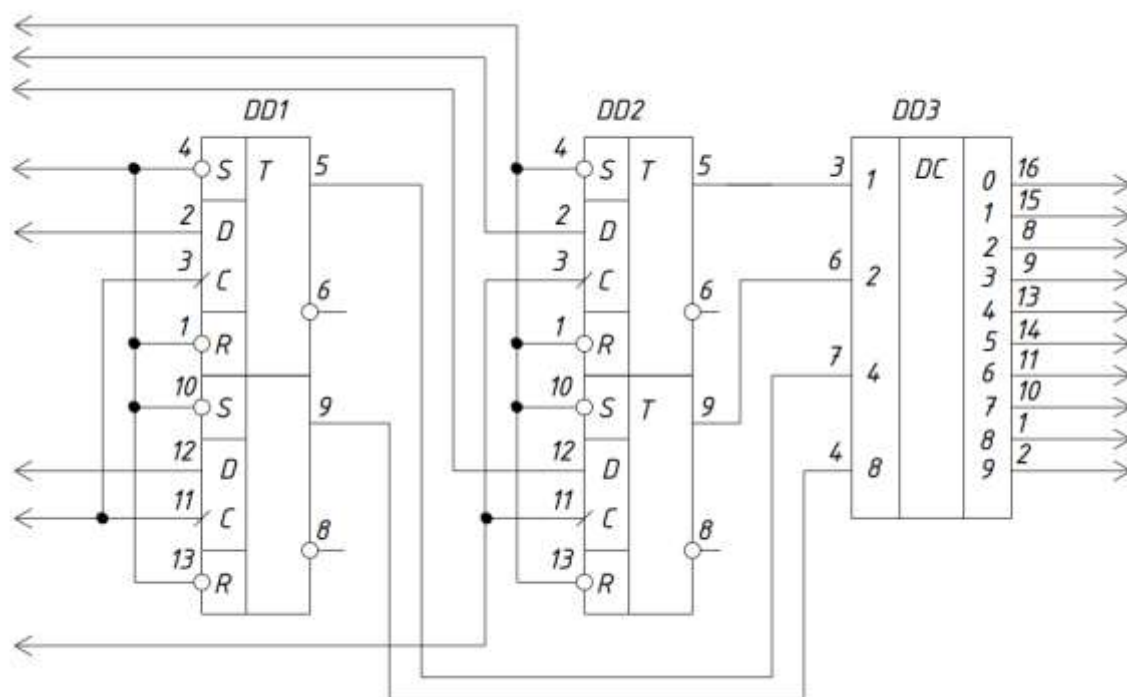 DD1 DD2 DD3
4 S T 5 4 S T 5 3 1 DC 0 16
1 15
2 D 2 D 2 8
3 C 6 3 C 6 6 2 3 9
4 13
1 R 1 R 7 4 5 14
6 11
10 S 9 10 S T 9 7 10
8 1
12 D 12 D 4 8 9 2
11 C 8 11 C 8
13 R 13 R